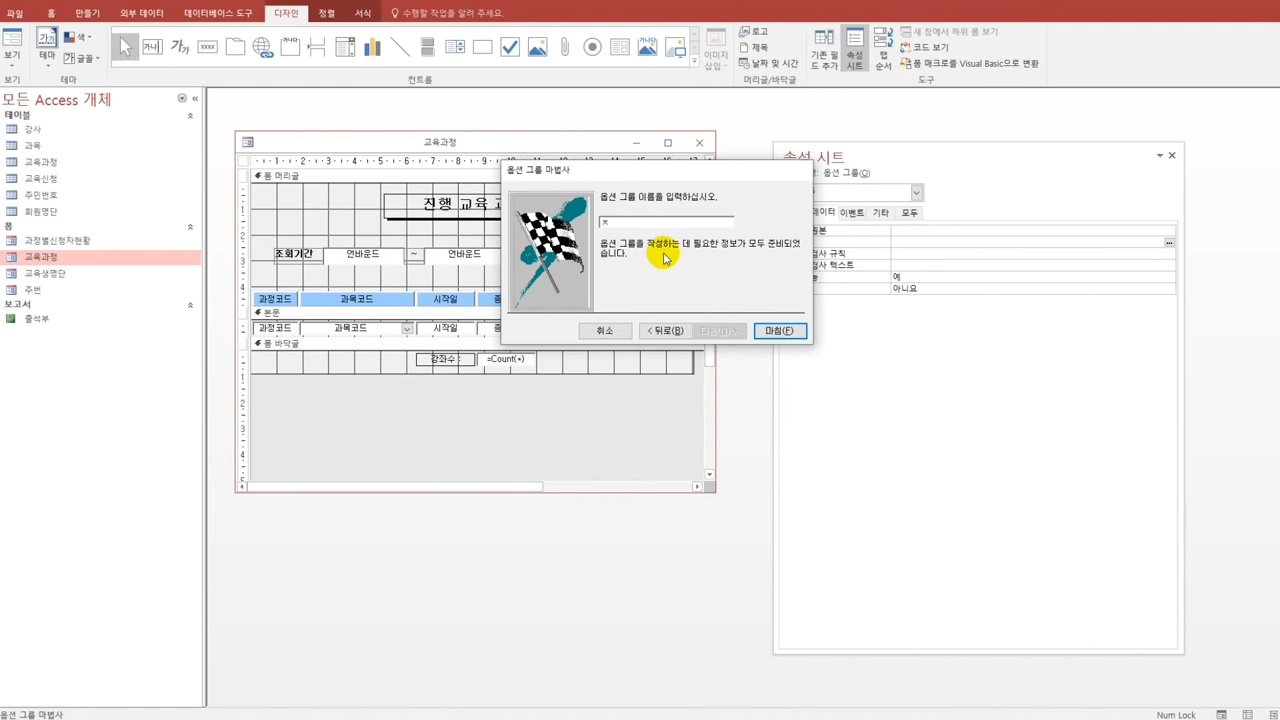 파일 홈 만들기 외부 데이터 데이터베이스 도구 디자인 정렬 서식 수행할 작업을 알려 주세요.
보기
가가
테마
색
글꼴
가나
가가
xxxx
이미지
삽입
로고
제목
날짜 및 시간
기존 필
드 추가
속성
시트
탭
순서
새 창에서 하위 폼 보기
코드 보기
폼 매크로를 Visual Basic으로 변환
보기 테마 컨트롤 머리글/바닥글 도구
모든 Access 개체
테이블
강사
과목
교육과정
교육신청
주민번호
회원명단
폼
과정별신청자현황
교육과정
교육생명단
주번
보고서
출석부
교육과정
폼 머리글
진행 교육
조회기간 언바운드 ~ 언바운드
과정코드 과목코드 시작일
본문
과정코드 과목코드 시작일
폼 바닥글
강좌수 : =Count(*)
옵션 그룹 마법사
옵션 그룹 이름을 입력하십시오.
ㅈ
옵션 그룹을 작성하는 데 필요한 정보가 모두 준비되었
습니다.
취소 < 뒤로(B) 마침(F)
속성 시트
옵션 그룹(O)
데이터 이벤트 기타 모두
예
아니요
옵션 그룹 마법사 Num Lock